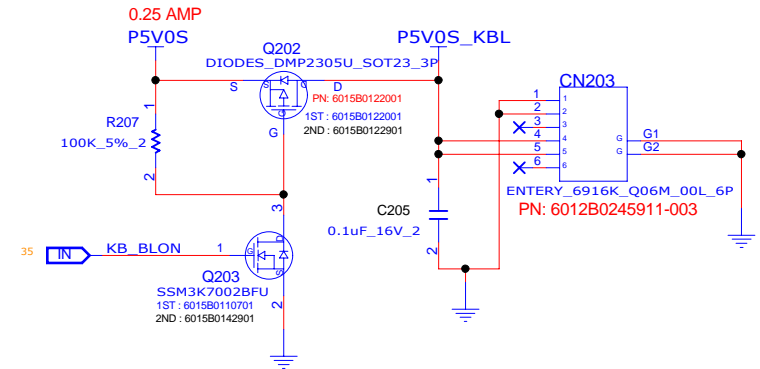 0.25 AMP
P5V0S
Q202
DIODES_DMP2305U_SOT23_3P
P5V0S_KBL
S
S
D
D
G
G
PN: 6015B0122001
1ST : 6015B0122001
2ND : 6015B0122901
CN203
1
1
2
2
3
3
4
4
5
5
6
6
G
G1
G
G2
ENTERY_6916K_Q06M_00L_6P
PN: 6012B0245911-003
1
R207
100K_5%_2
2
1
C205
0.1uF_16V_2
2
35
IN
KB_BLON
1
3
D
G
S
2
Q203
SSM3K7002BFU
1ST : 6015B0110701
2ND : 6015B0142901